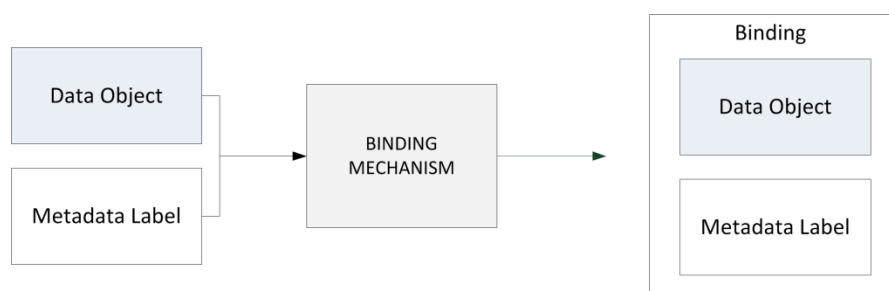 Data Object
Metadata Label
BINDING
MECHANISM
Binding
Data Object
Metadata Label